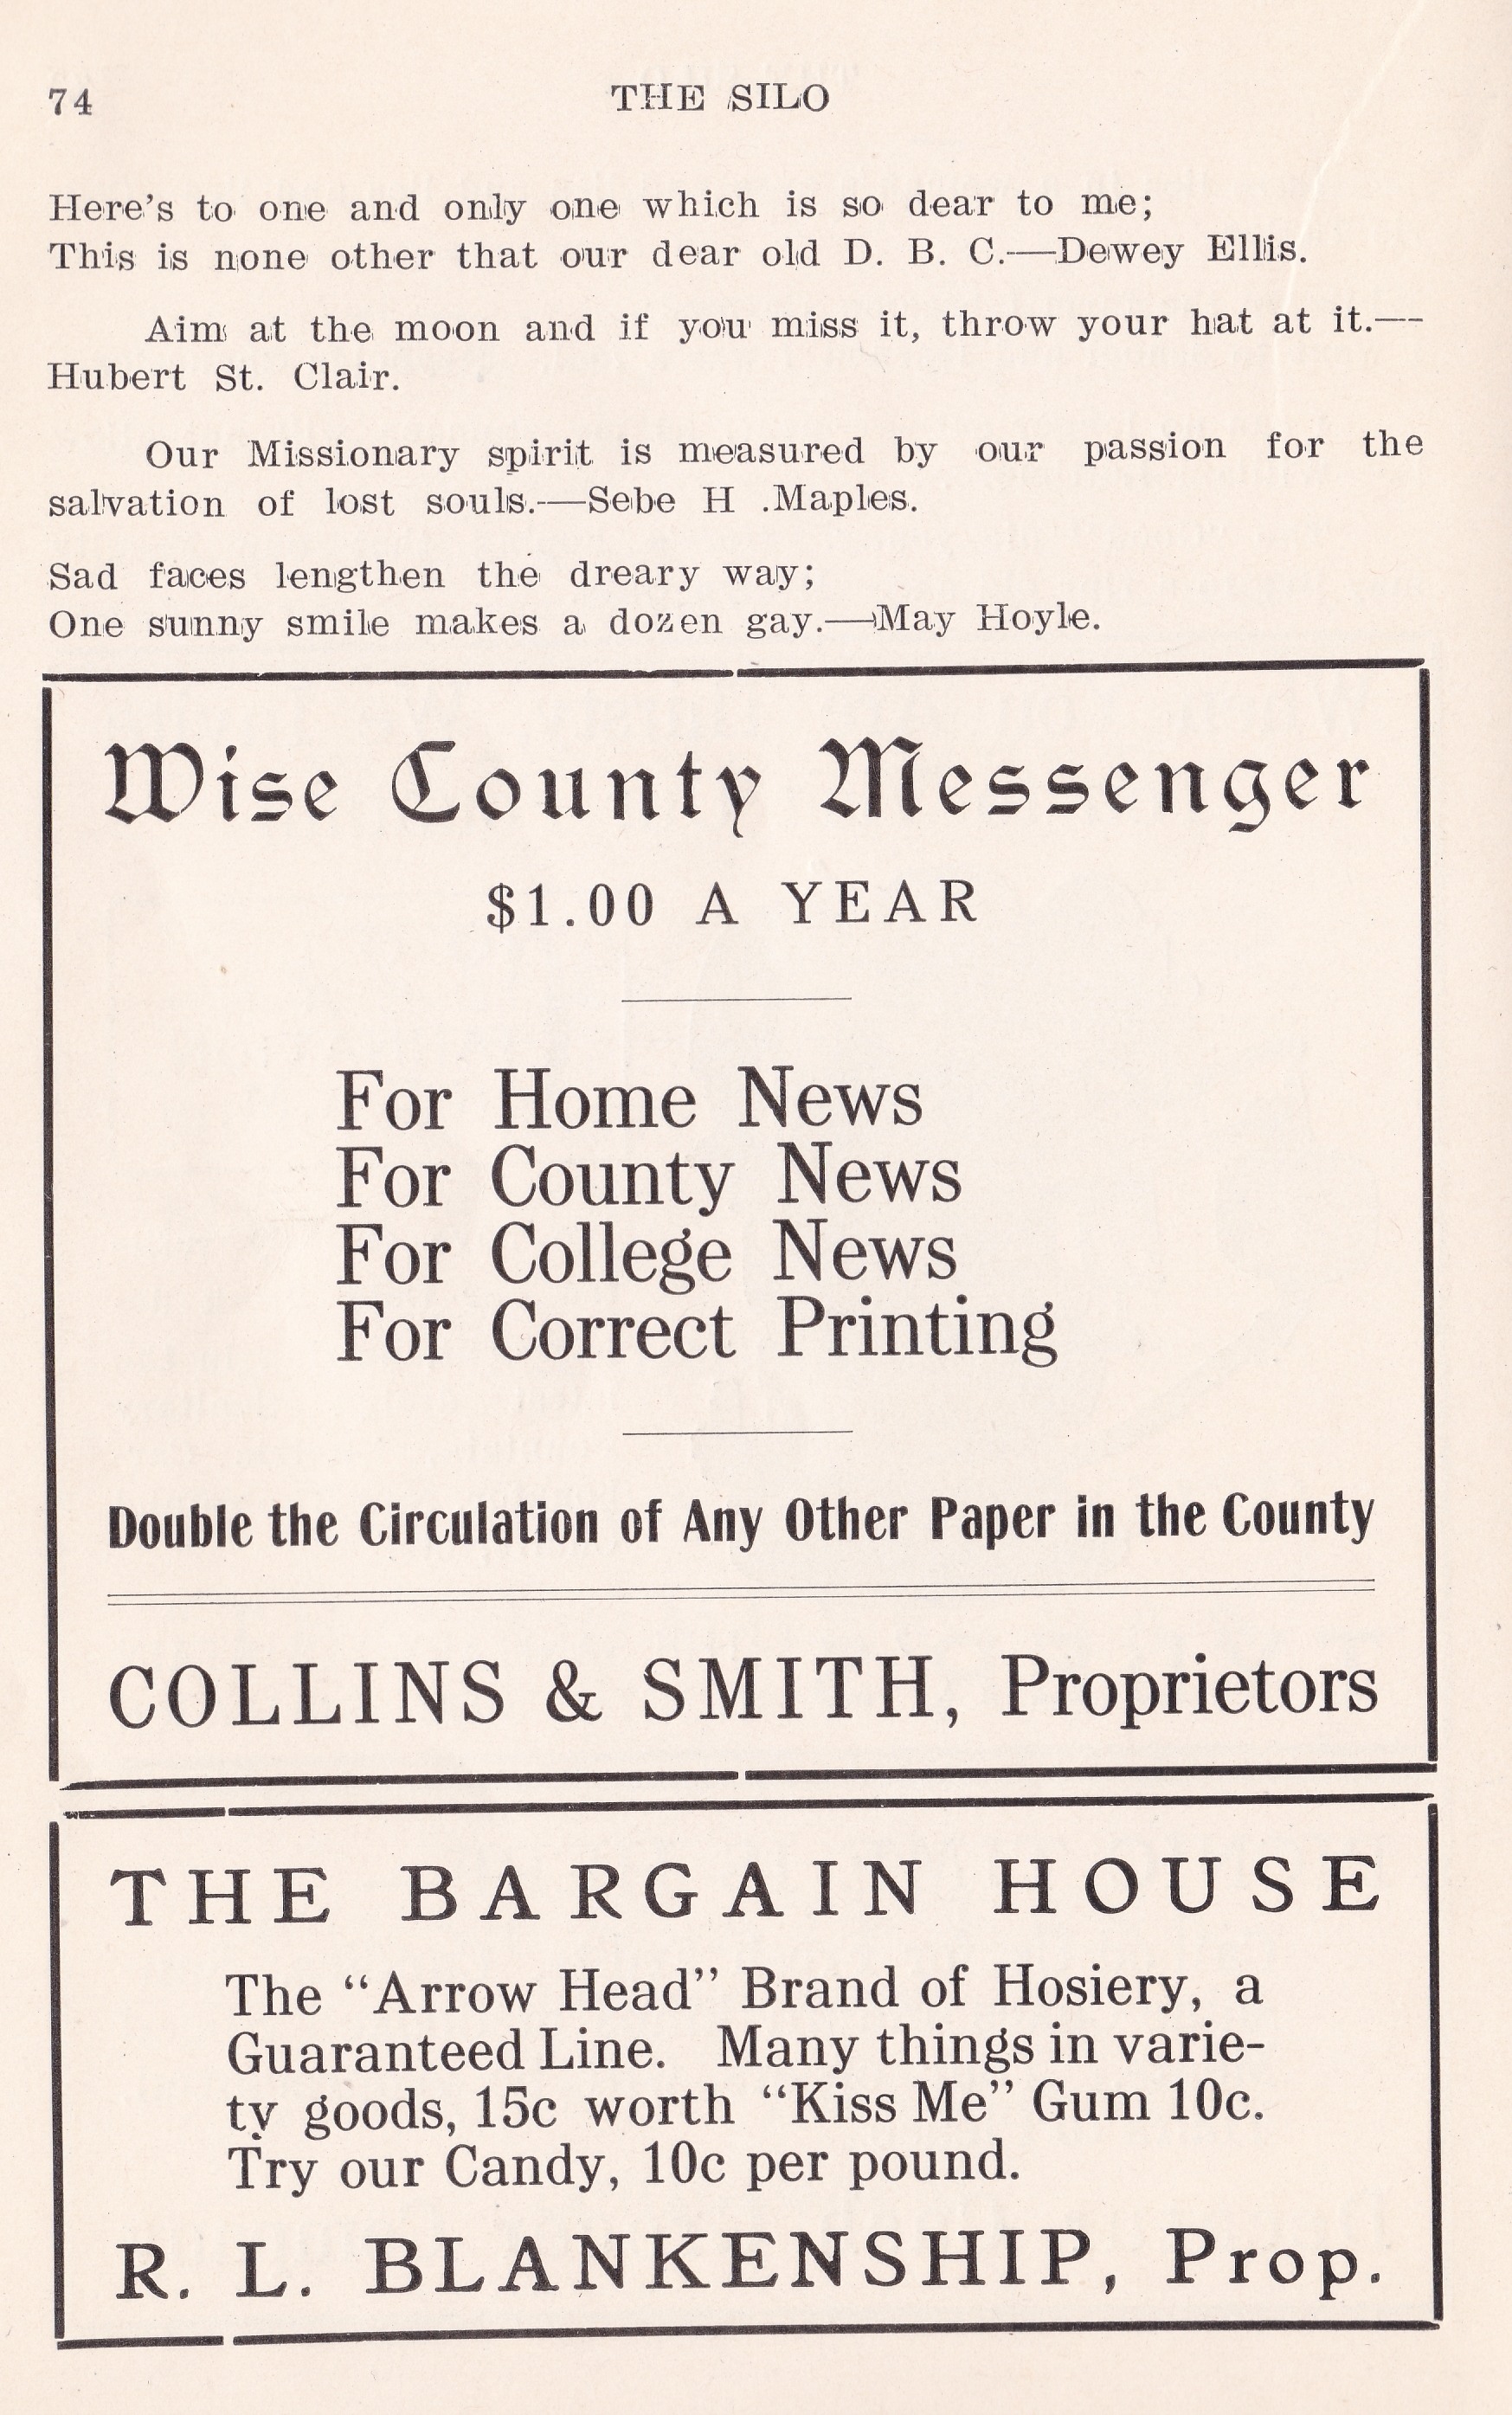 74
THE SILO
Here's to one and only one which is so dear to me;
This is none other that our dear old D. B. C.—Dewey Ellis.
Aim at the moon and if you miss it, throw your hat at it.—
Hubert St. Clair.
Our Missionary spirit is measured by our passion for the
salvation of lost souls.—Sebe H .Maples.
Sad faces lengthen the dreary way;
One sunny smile makes a dozen gay.—May Hoyle.
Wise County Messenger
$1.00 A YEAR
For Home News
For County News
For College News
For Correct Printing
Double the Circulation of Any Other Paper in the County
COLLINS & SMITH, Proprietors
THE BARGAIN HOUSE
The “Arrow Head” Brand of Hosiery, a
Guaranteed Line. Many things in varie-
ty goods, 15c worth “Kiss Me” Gum 10c.
Try our Candy, 10c per pound.
R. L. BLANKENSHIP, Prop.